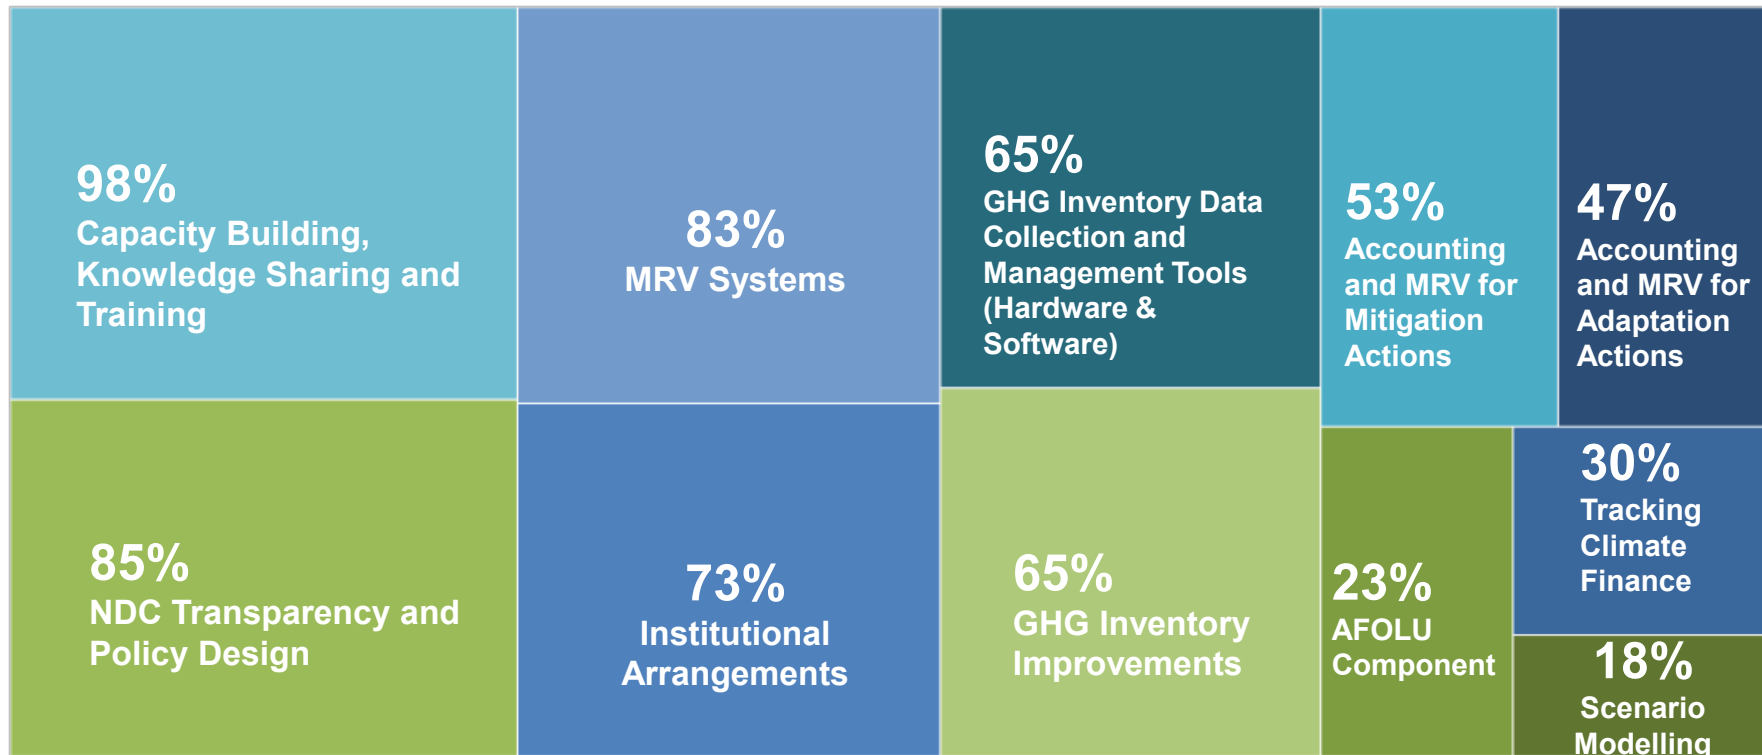 98%
Capacity Building,
Knowledge Sharing and
Training
83%
MRV Systems
65%
GHG Inventory Data
Collection and
Management Tools
(Hardware &
Software)
53%
Accounting
and MRV for
Mitigation
Actions
47%
Accounting
and MRV for
Adaptation
Actions
85%
NDC Transparency and
Policy Design
73%
Institutional
Arrangements
65%
GHG Inventory
Improvements
23%
AFOLU
Component
30%
Tracking
Climate
Finance
18%
Scenario
Modelling